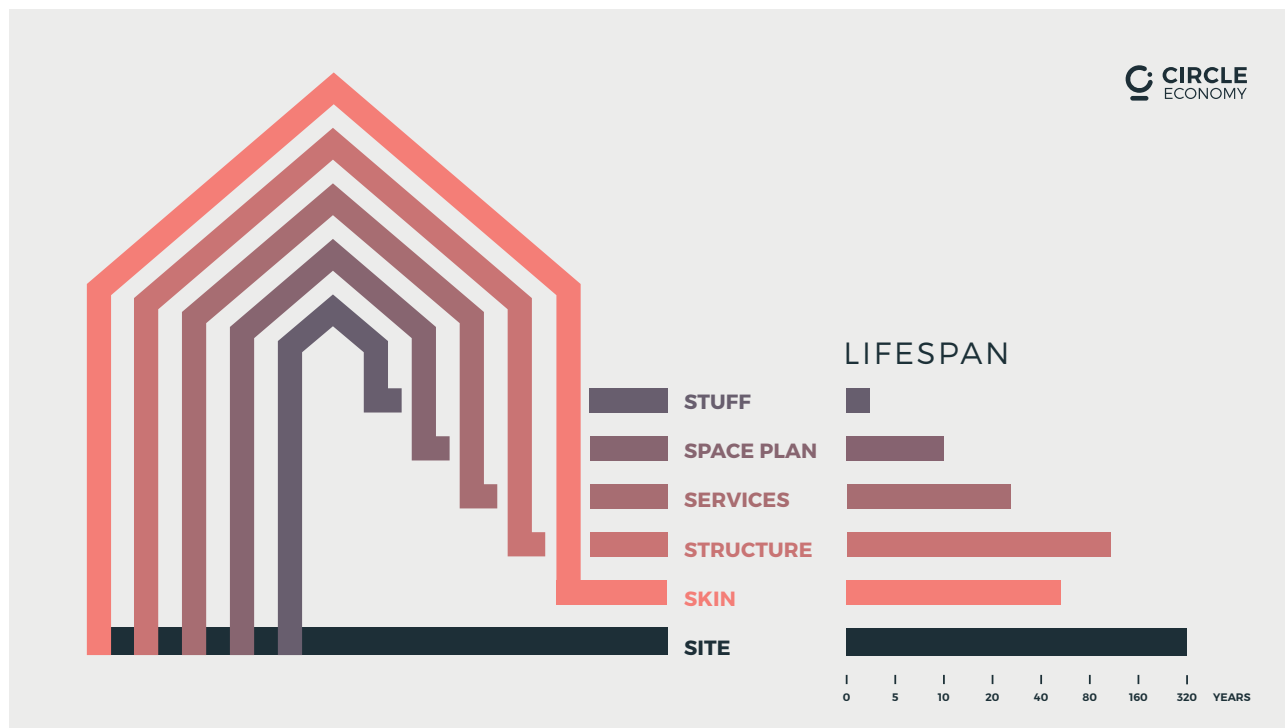 CIRCLE
ECONOMY
LIFESPAN
STUFF
SPACE PLAN
SERVICES
STRUCTURE
SKIN
SITE
0 5 10 20 40 80 160 320 YEARS